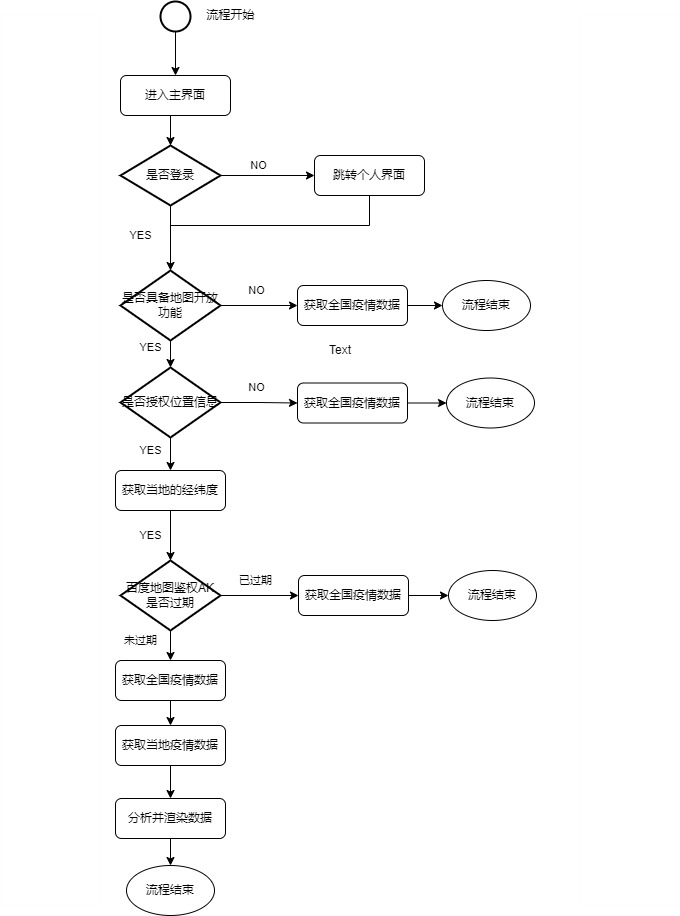 流程开始
进入主界面
是否登录
NO
跳转个人界面
YES
是否具备地图开放
功能
NO
获取全国疫情数据
流程结束
YES
Text
是否授权位置信息
NO
获取全国疫情数据
流程结束
YES
获取当地的经纬度
YES
百度地图鉴权AK
是否过期
已过期
获取全国疫情数据
流程结束
未过期
获取全国疫情数据
获取当地疫情数据
分析并渲染数据
流程结束